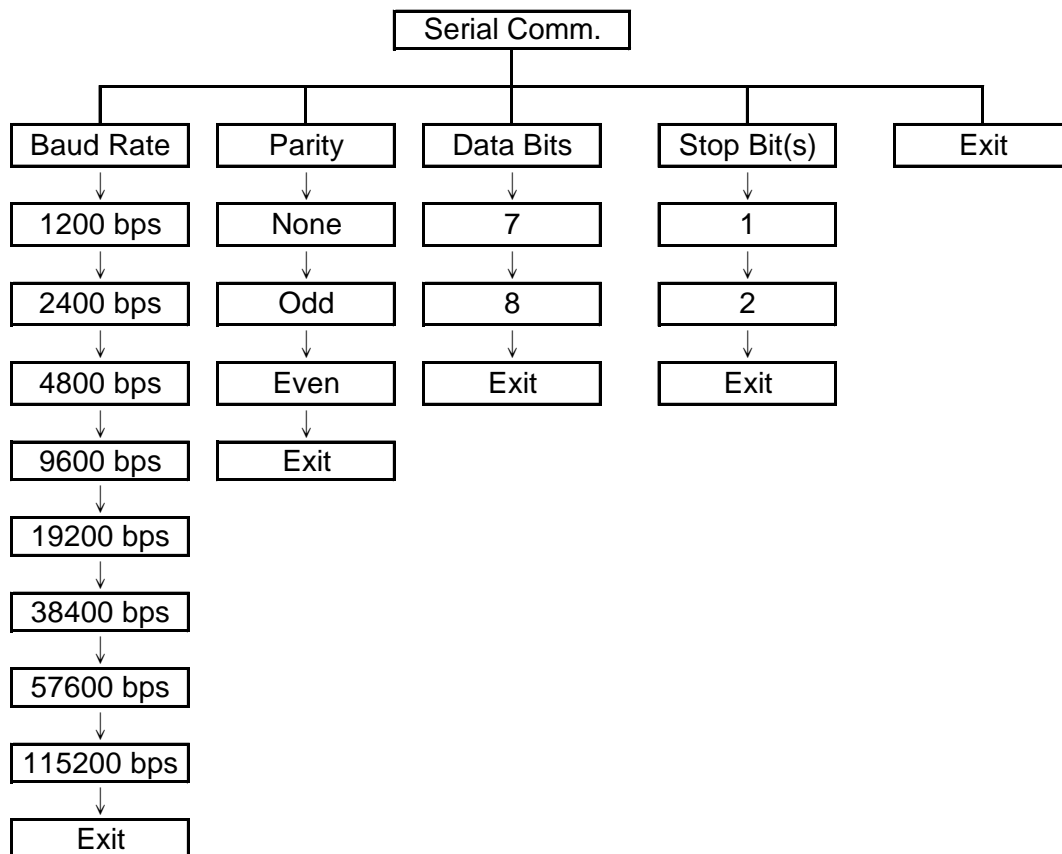 Serial Comm.
Baud Rate
Parity
Data Bits
Stop Bit(s)
Exit
1200 bps
None
7
1
2400 bps
Odd
8
2
4800 bps
Even
Exit
Exit
9600 bps
Exit
19200 bps
38400 bps
57600 bps
115200 bps
Exit